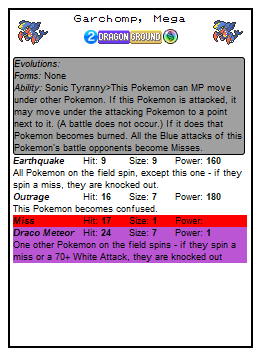 Garchomp, Mega
2 DRAGON GROUND
Evolutions:
Forms: None
Ability: Sonic Tyranny>This Pokemon can MP move
under other Pokemon. If this Pokemon is attacked, it
may move under the attacking Pokemon to a point
next to it. (A battle does not occur.) If it does that
Pokemon becomes burned. All the Blue attacks of this
Pokemon's battle opponents become Misses.
Earthquake Hit: 9 Size: 9 Power: 160
All Pokemon on the field spin, except this one - if they
spin a miss, they are knocked out.
Outrage Hit: 16 Size: 7 Power: 180
This Pokemon becomes confused.
Miss Hit: 17 Size: 1 Power:
Draco Meteor Hit: 24 Size: 7 Power: 1
One other Pokemon on the field spins - if they spin a
miss or a 70+ White Attack, they are knocked out